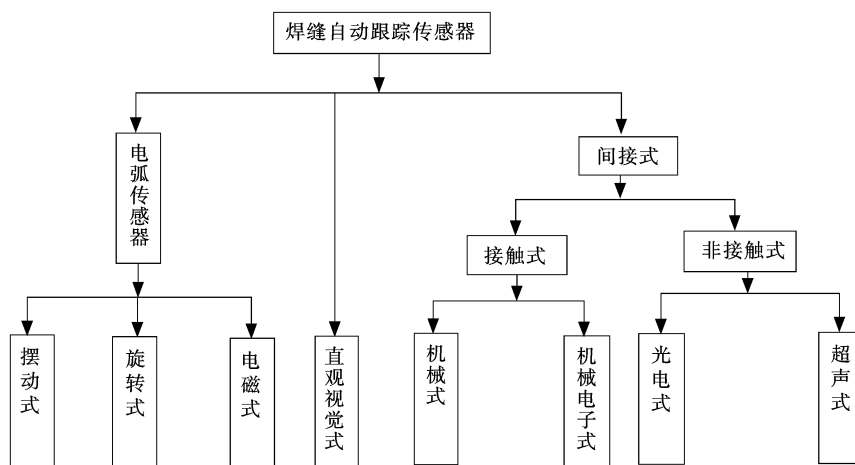 焊缝自动跟踪传感器
电弧传感器
间接式
接触式
非接触式
摆动式
旋转式
电磁式
直观视觉式
机械式
机械电子式
光电式
超声式